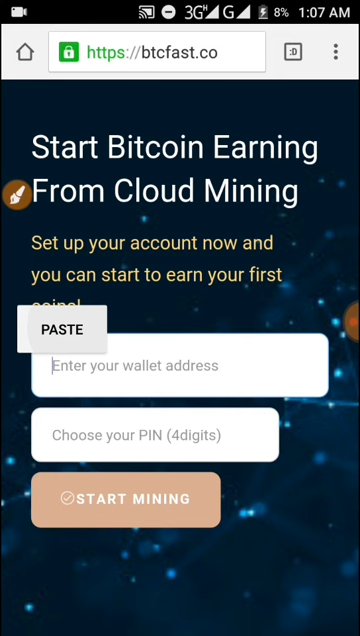 3G H G 8% 1:07 AM
https://btcfast.co
:D
Start Bitcoin Earning
From Cloud Mining
Set up your account now and
you can start to earn your first
coins!
PASTE
Enter your wallet address
Choose your PIN (4digits)
START MINING